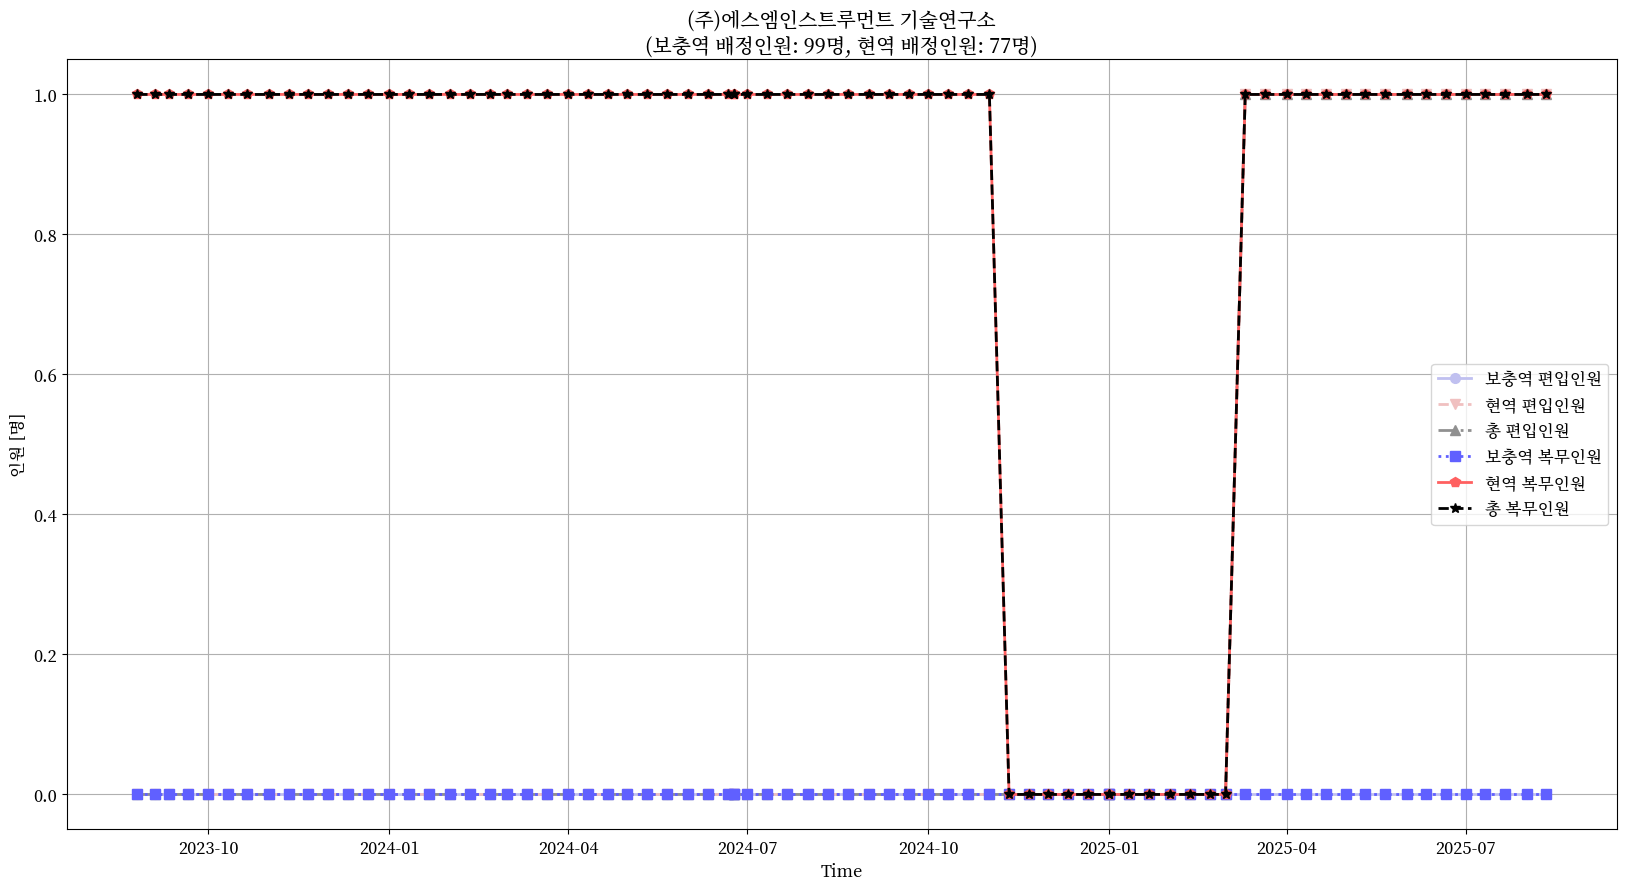 (주)에스엠인스트루먼트 기술연구소
(보충역 배정인원: 99명, 현역 배정인원: 77명)
인원 [명]
1.0
0.8
0.6
0.4
0.2
0.0
보충역 편입인원
현역 편입인원
총 편입인원
보충역 복무인원
현역 복무인원
총 복무인원
2023-10 2024-01 2024-04 2024-07 2024-10 2025-01 2025-04 2025-07
Time